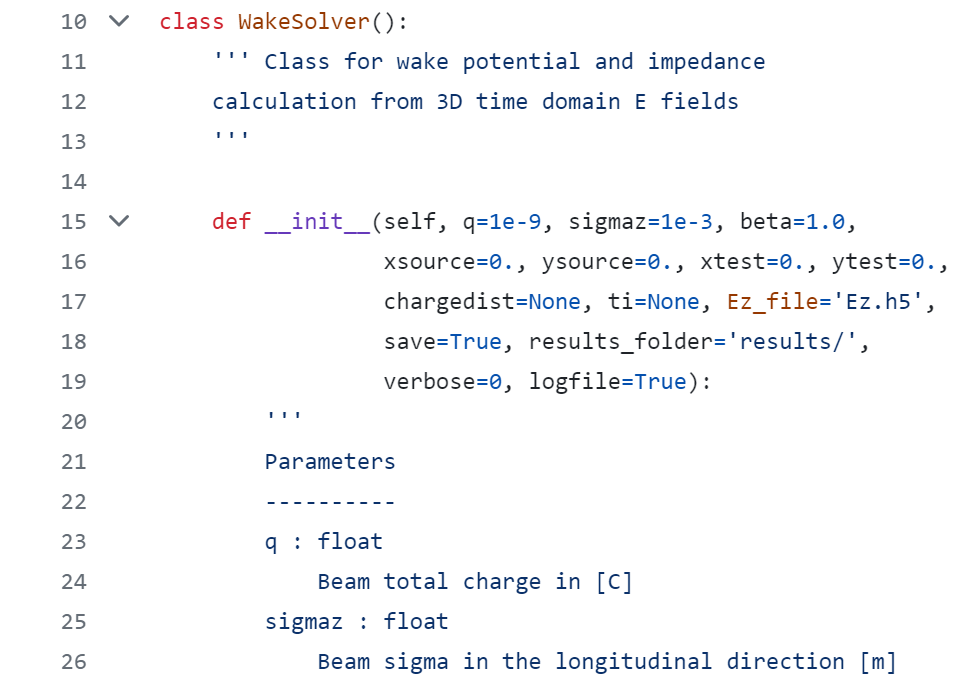 10 class WakeSolver():
11     ''' Class for wake potential and impedance
12     calculation from 3D time domain E fields
13     '''
14
15     def __init__(self, q=1e-9, sigmaz=1e-3, beta=1.0,
16                  xsource=0., ysource=0., xtest=0., ytest=0.,
17                  chargedist=None, ti=None, Ez_file='Ez.h5',
18                  save=True, results_folder='results/',
19                  verbose=0, logfile=True):
20         '''
21         Parameters
22         ----------
23         q : float
24             Beam total charge in [C]
25         sigmaz : float
26             Beam sigma in the longitudinal direction [m]